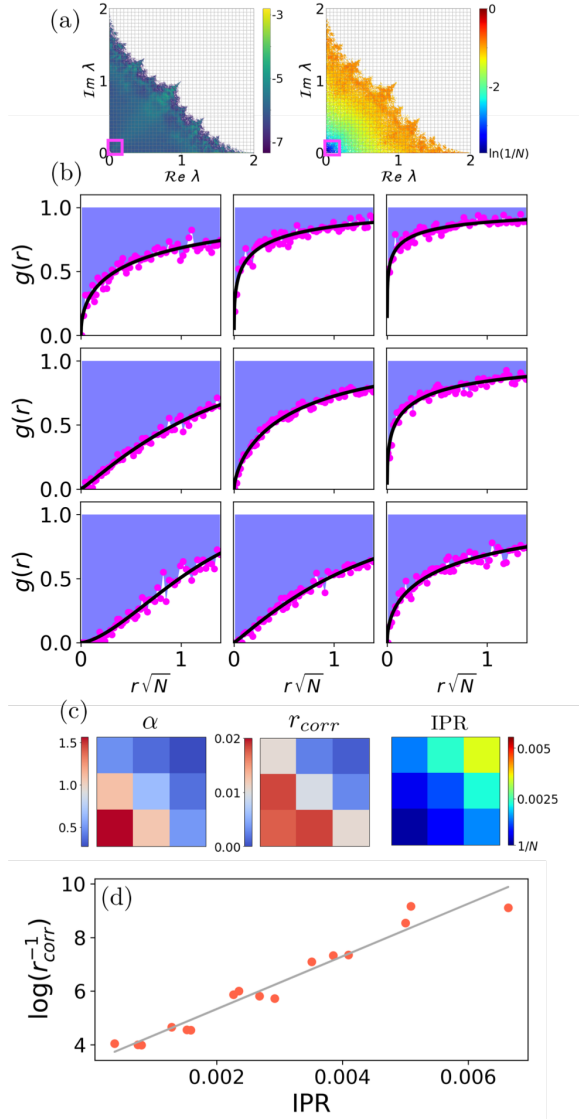 (a)
2 -3 2 0
Im λ 1 -5 Im λ 1 -2
0 -7 0 ln(1/N)
0 1 2 0 1 2
Re λ Re λ
(b)
1.0
g(r) 0.5
0.0
1.0
g(r) 0.5
0.0
1.0
g(r) 0.5
0.0
0 1 0 1 0 1
r√N r√N r√N
(c) α r_corr IPR
1.5 0.02 0.005
1.0 0.01 0.0025
0.5 0.00 1/N
(d)
10
8
6
4
log(r_corr^-1)
0.002 0.004 0.006
IPR